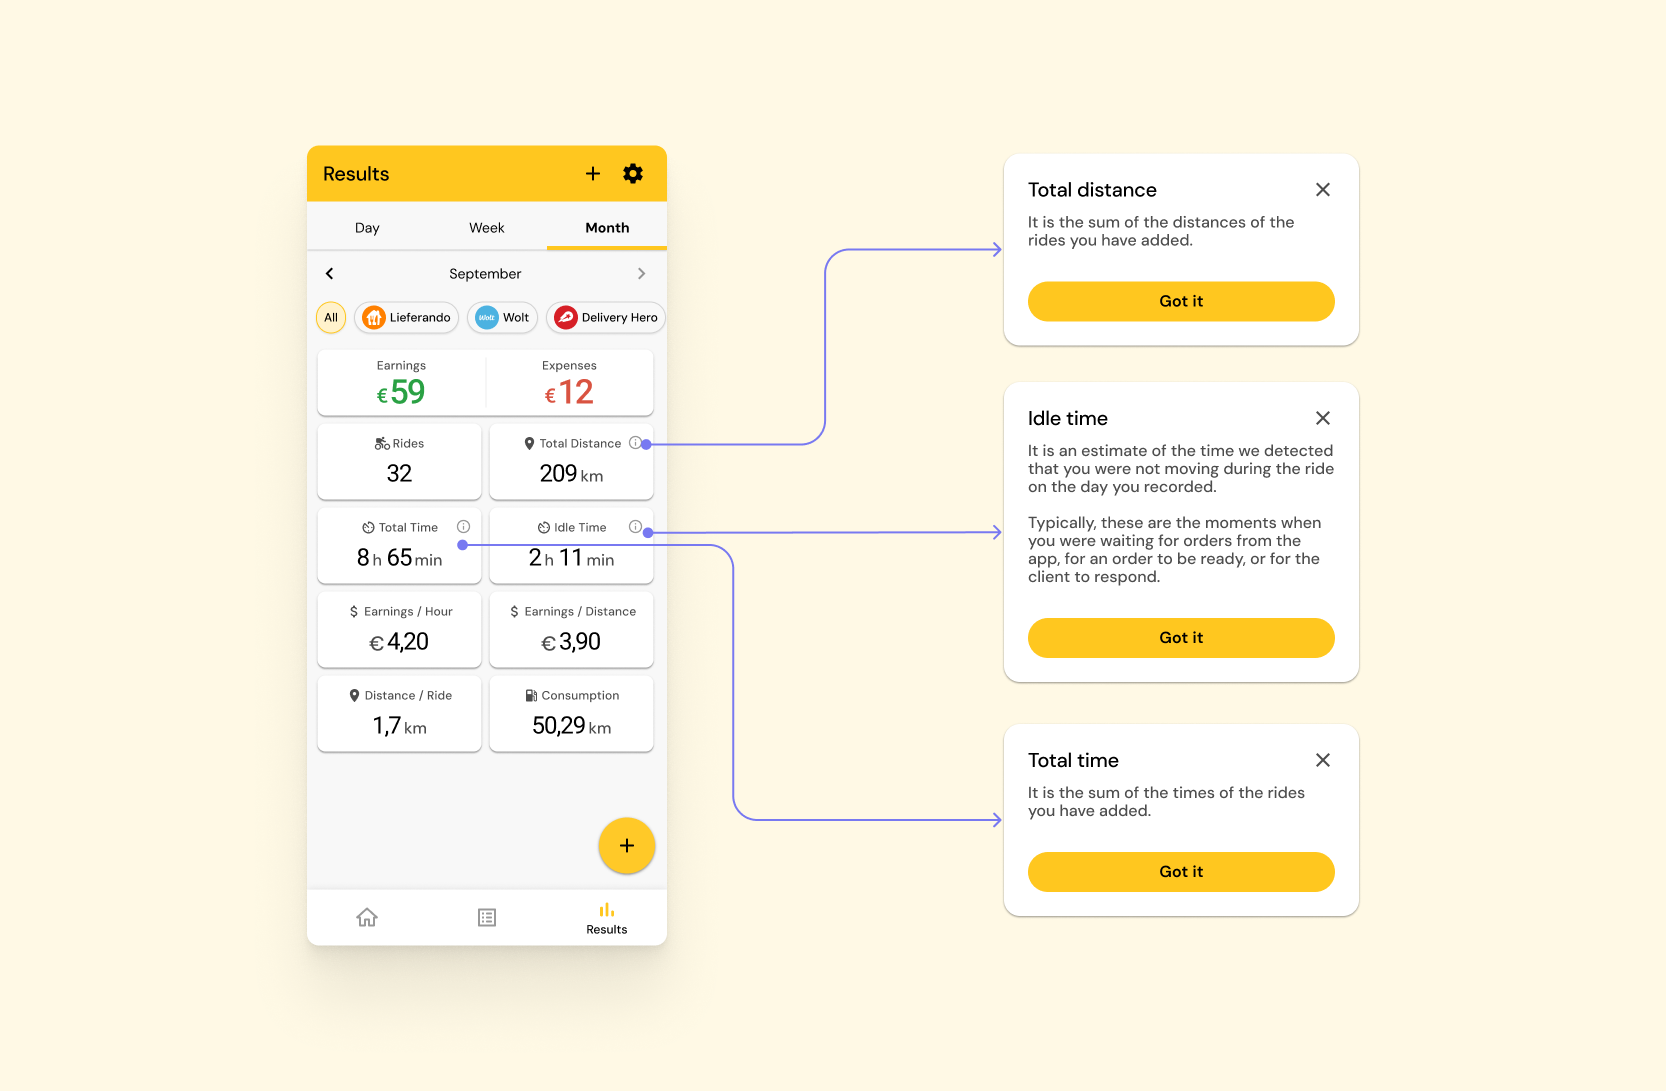 Results
Day Week Month
September
All Lieferando Wolt Wolt Delivery Hero
Earnings Expenses
€59 €12
Rides Total Distance
32 209 km
Total Time Idle Time
8 h 65 min 2 h 11 min
$ Earnings / Hour $ Earnings / Distance
€4,20 €3,90
Distance / Ride Consumption
1,7 km 50,29 km
Results
Total distance
It is the sum of the distances of the
rides you have added.
Got it
Idle time
It is an estimate of the time we detected
that you were not moving during the ride
on the day you recorded.
Typically, these are the moments when
you were waiting for orders from the
app, for an order to be ready, or for the
client to respond.
Got it
Total time
It is the sum of the times of the rides
you have added.
Got it